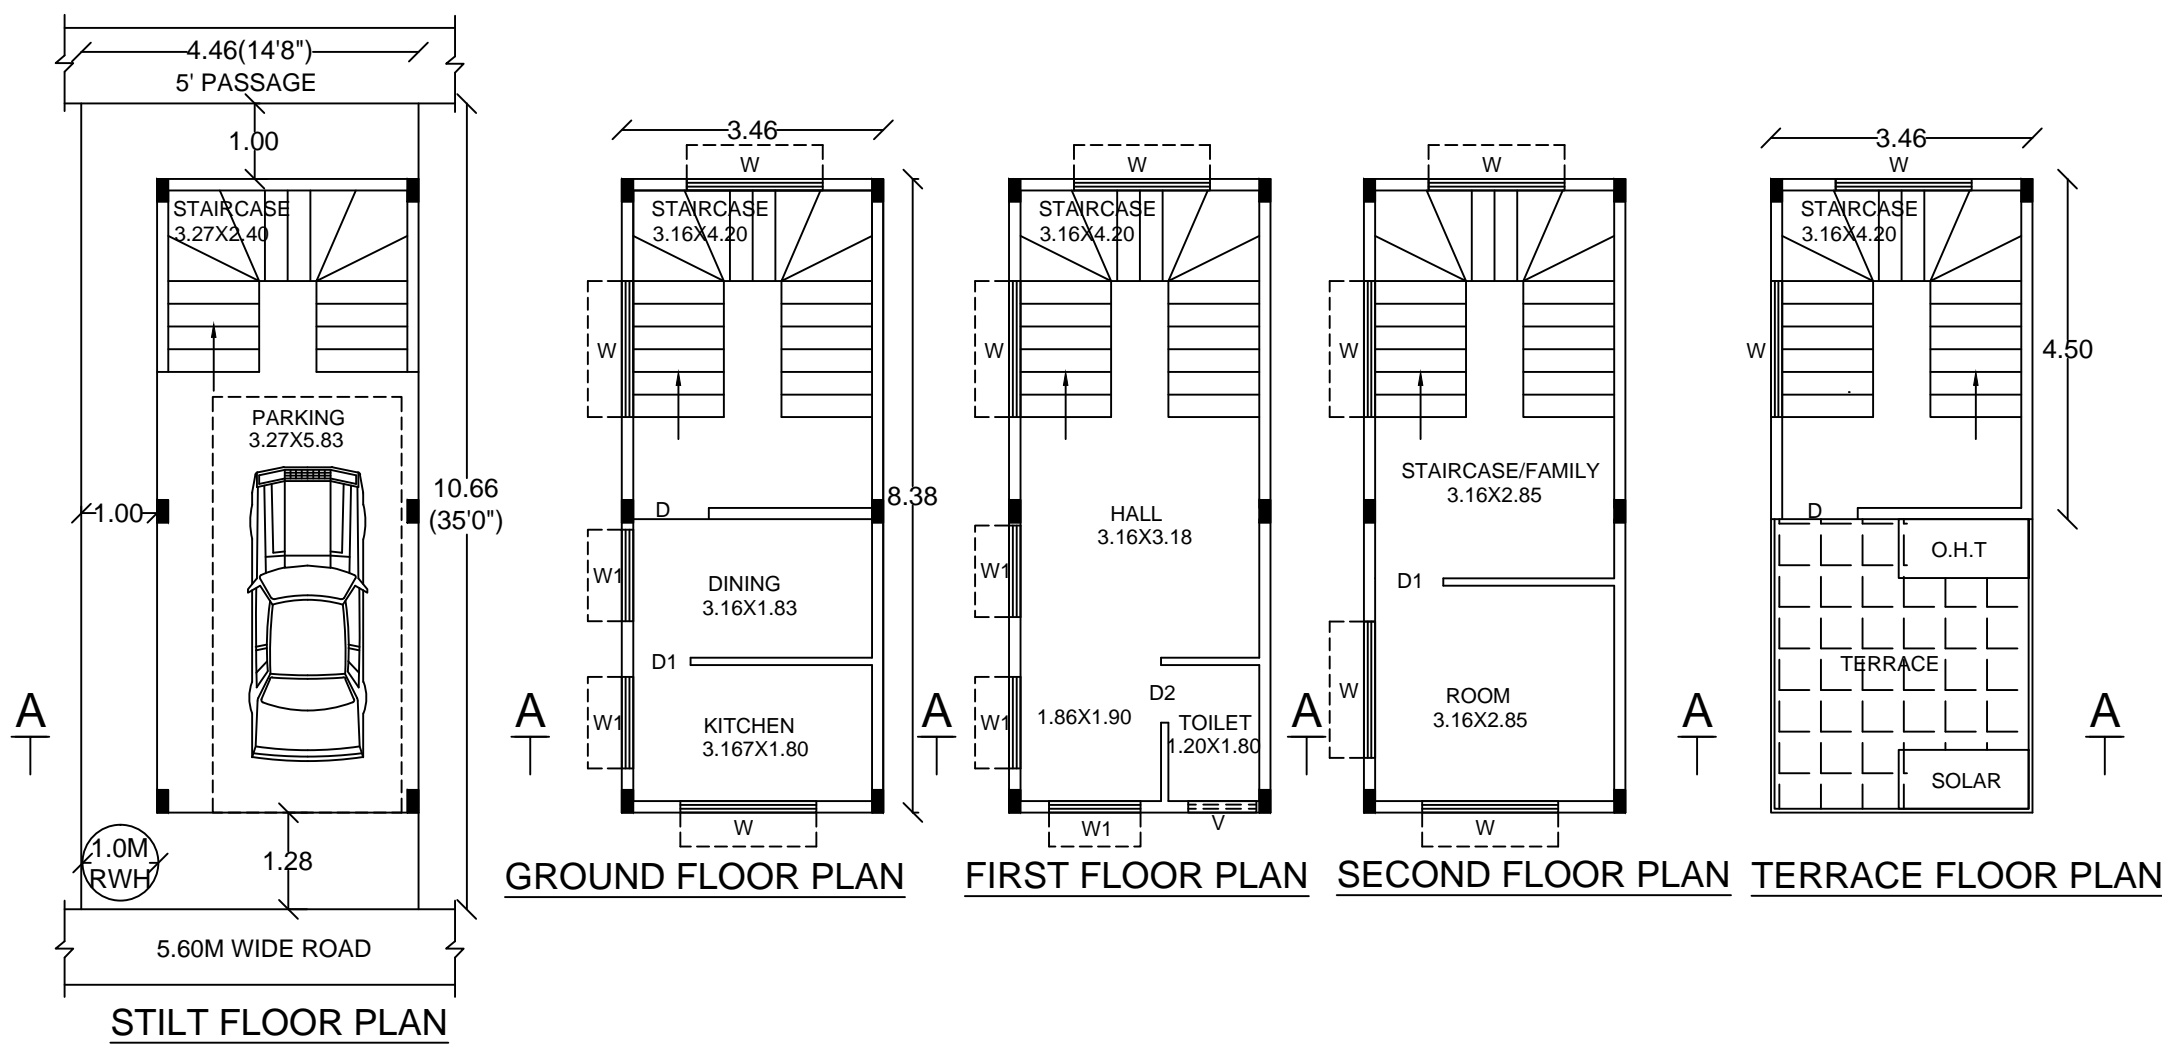 4.46(14'8")
5' PASSAGE
1.00
STAIRCASE
3.27X2.40
PARKING
3.27X5.83
1.00
10.66
(35'0")
A
1.0M
RWH
1.28
5.60M WIDE ROAD
STILT FLOOR PLAN
3.46
W
STAIRCASE
3.16X4.20
W
D
8.38
W1
DINING
3.16X1.83
D1
A
W1
KITCHEN
3.167X1.80
W
GROUND FLOOR PLAN
W
STAIRCASE
3.16X4.20
W
HALL
3.16X3.18
W1
A
W1
1.86X1.90
D2
TOILET
1.20X1.80
W1
V
FIRST FLOOR PLAN
W
W
STAIRCASE/FAMILY
3.16X2.85
D1
A
W
ROOM
3.16X2.85
W
SECOND FLOOR PLAN
3.46
W
STAIRCASE
3.16X4.20
W
4.50
D
O.H.T
TERRACE
A
A
SOLAR
TERRACE FLOOR PLAN